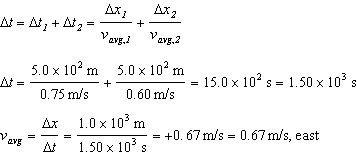 Δt = Δt₁ + Δt₂ = Δx₁/v_avg,1 + Δx₂/v_avg,2
Δt = 5.0 × 10² m/0.75 m/s + 5.0 × 10² m/0.60 m/s = 15.0 × 10² s = 1.50 × 10³ s
v_avg = Δx/Δt = 1.0 × 10³ m/1.50 × 10³ s = +0.67 m/s = 0.67 m/s, east